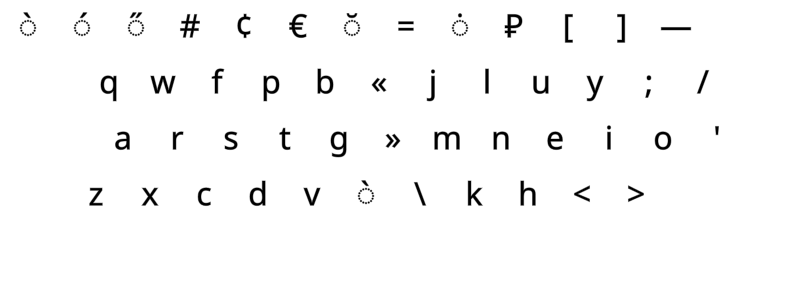 ◌̀ ◌́ ◌̋ # ¢ € ◌̆ = ◌̇ ₽ [ ] —
q w f p b « j l u y ; /
a r s t g » m n e i o '
z x c d v ◌̀ \ k h < >